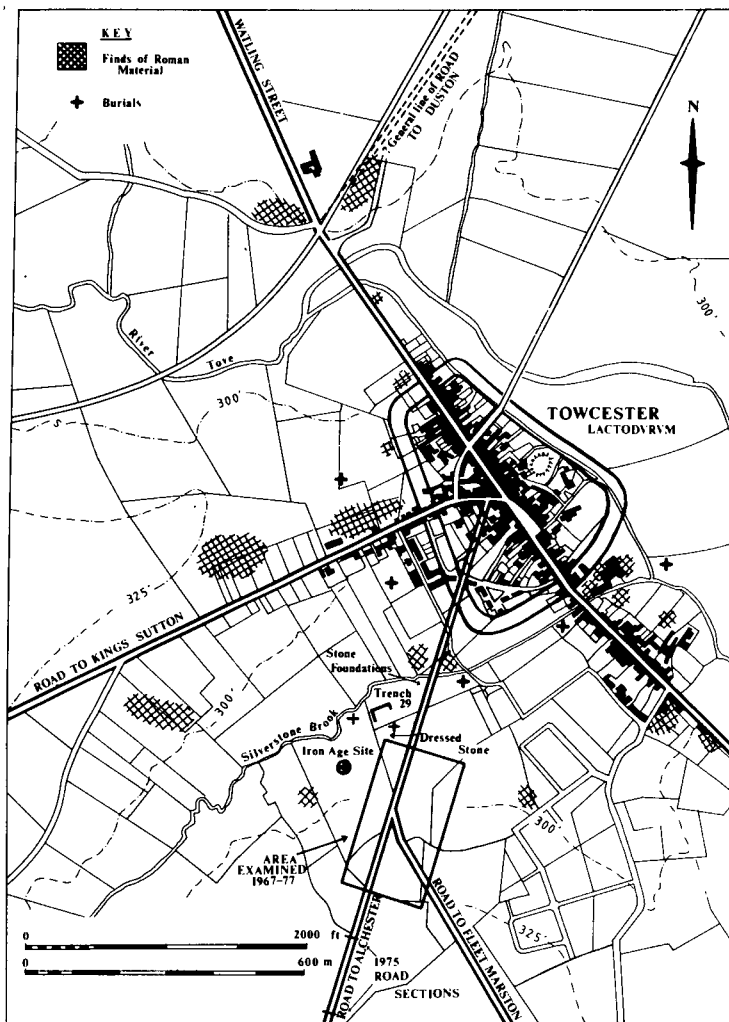 KEY
Finds of Roman
Material
Burials
WATLING STREET
General line of ROAD
TO DUSTON
N
300'
River
Tove
300'
TOWCESTER
LACTODVRVM
325'
ROAD TO KINGS SUTTON
Stone
Foundations
300'
Trench
29
Silverstone Brook
Dressed
Stone
Iron Age Site
300'
AREA
EXAMINED
1967-77
ROAD TO ALCHESTER
ROAD TO FLEET MARSTON
325'
0 2000 ft
0 600 m
1975
ROAD
SECTIONS